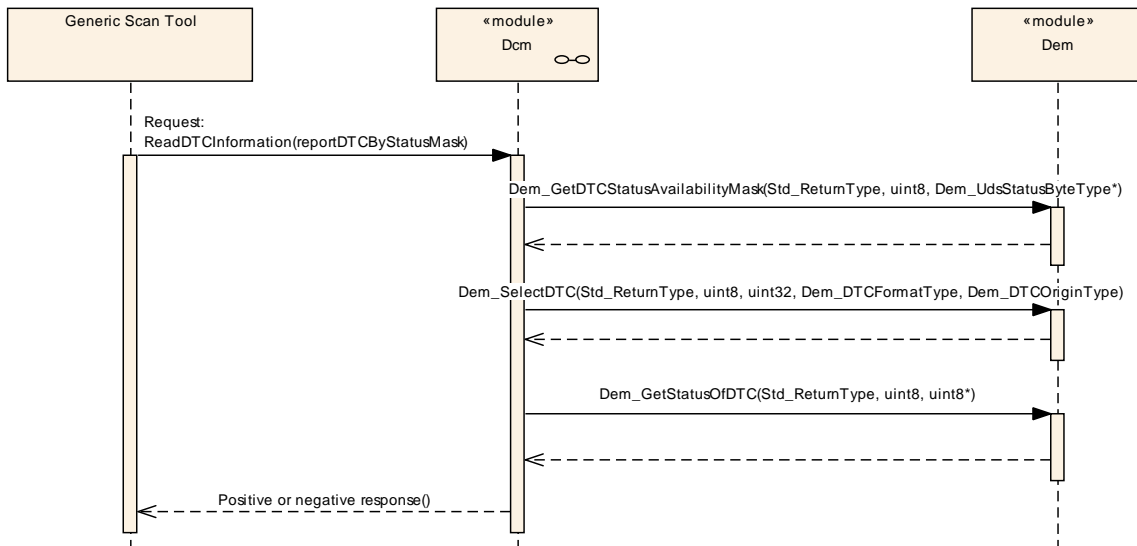 Generic Scan Tool
«module»
Dcm
«module»
Dem
Request:
ReadDTCInformation(reportDTCByStatusMask)
Dem_GetDTCStatusAvailabilityMask(Std_ReturnType, uint8, Dem_UdsStatusByteType*)
Dem_SelectDTC(Std_ReturnType, uint8, uint32, Dem_DTCFormatType, Dem_DTCOriginType)
Dem_GetStatusOfDTC(Std_ReturnType, uint8, uint8*)
Positive or negative response()